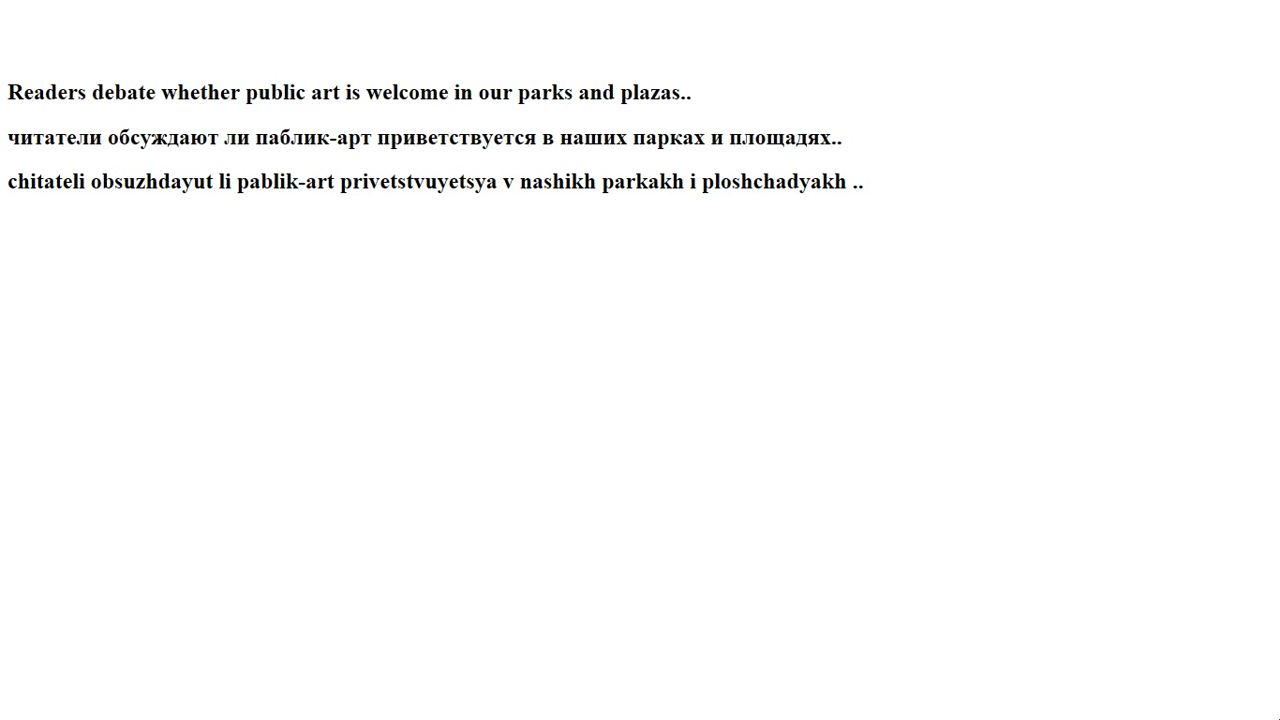 Readers debate whether public art is welcome in our parks and plazas..
читатели обсуждают ли паблик-арт приветствуется в наших парках и площадях..
chitateli obsuzhdayut li pablik-art privetstvuyetsya v nashikh parkakh i ploshchadyakh ..